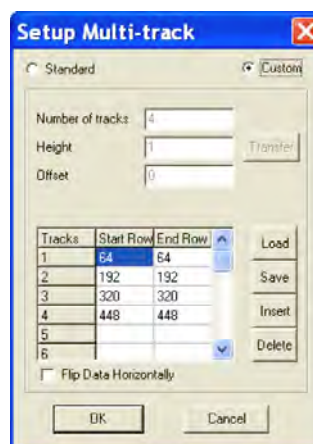 Setup Multi-track
Standard
Custom
Number of tracks 4
Height 1
Transfer
Offset 0
Tracks Start Row End Row
1 64 64
2 192 192
3 320 320
4 448 448
5
6
Load
Save
Insert
Delete
Flip Data Horizontally
OK Cancel